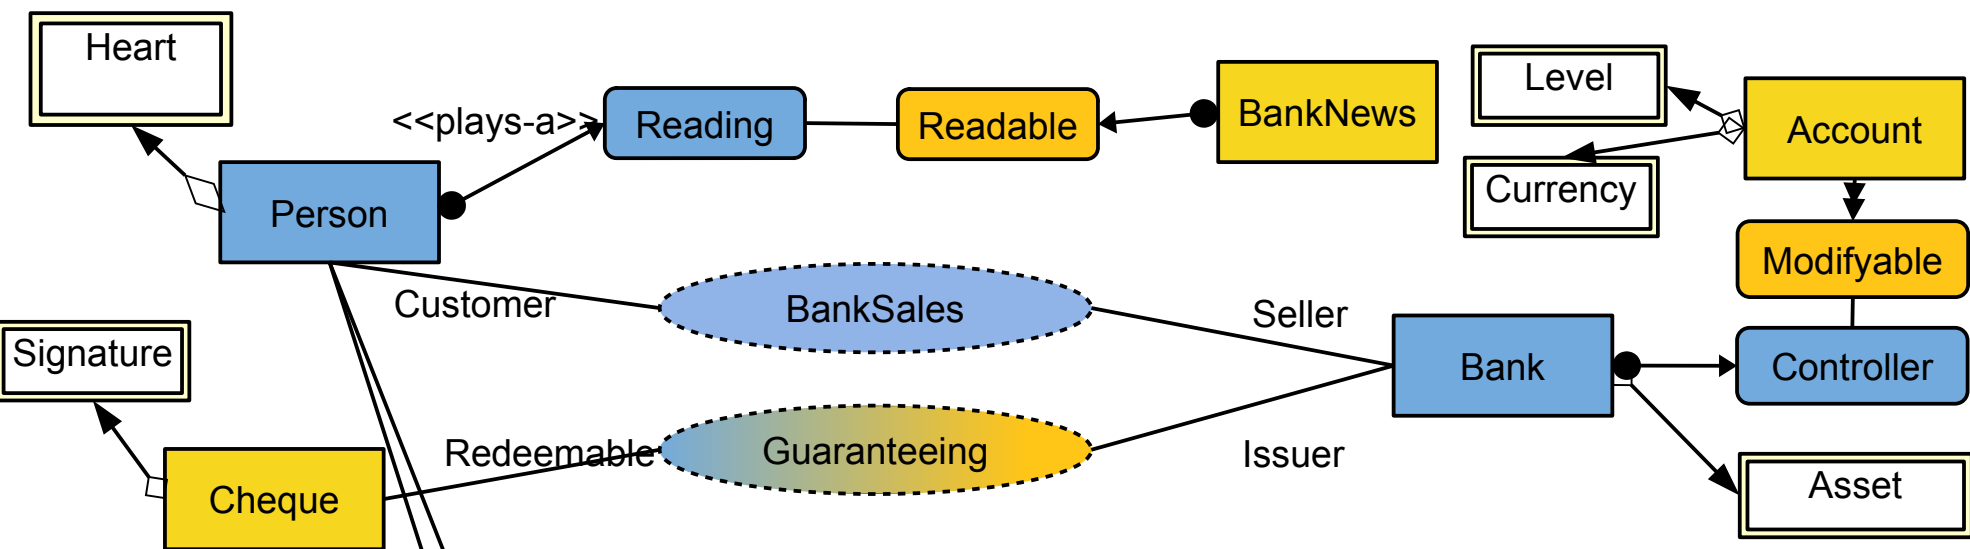 Heart
<<plays-a>>
Reading
Readable
BankNews
Level
Account
Currency
Person
Modifyable
Customer
BankSales
Seller
Signature
Bank
Controller
Redeemable
Guaranteeing
Issuer
Cheque
Asset